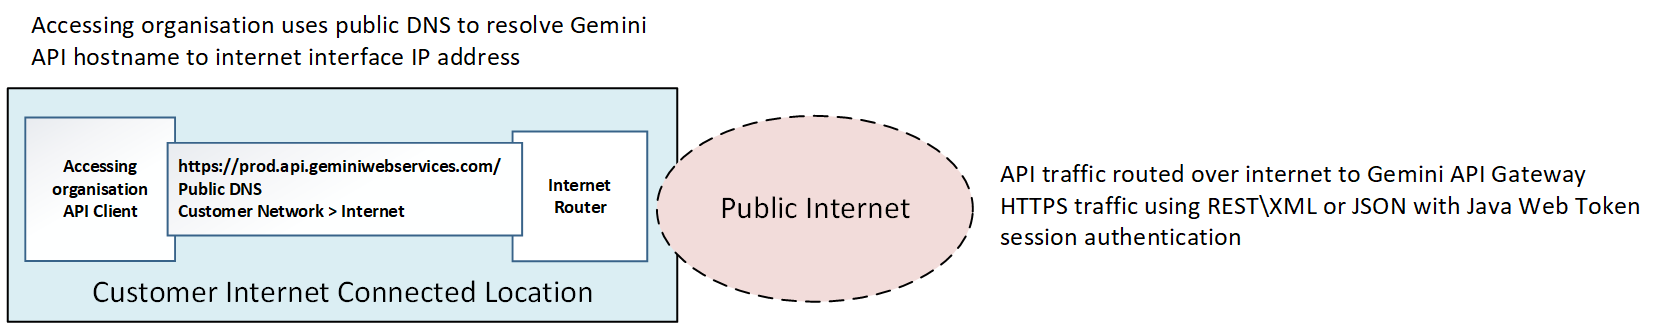 Accessing organisation uses public DNS to resolve Gemini
API hostname to internet interface IP address
Accessing
organisation
API Client
https://prod.api.geminiwebservices.com/
Public DNS
Customer Network > Internet
Internet
Router
Customer Internet Connected Location
Public Internet
API traffic routed over internet to Gemini API Gateway
HTTPS traffic using REST\XML or JSON with Java Web Token
session authentication